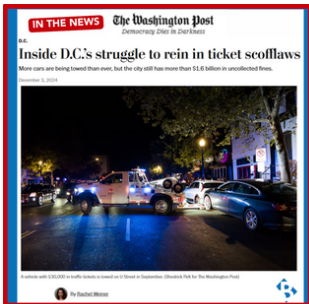 IN THE NEWS
The Washington Post
Democracy Dies in Darkness
D.C.
Inside D.C.'s struggle to rein in ticket scofflaws
More cars are being towed than ever, but the city still has more than $1.6 billion in uncollected fines.
December 3, 2024
A vehicle with £30,000 in traffic tickets is towed on U Street in September. (Shedrick Pelt for The Washington Post)
By Rachel Weiner